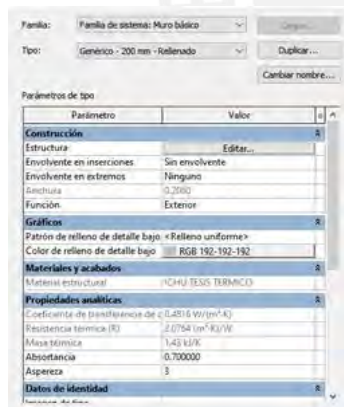 Familia: Familia de sistema: Muro básico
Tipo: Genérico - 200 mm - Rellenado Duplicar...
Cambiar nombre...
Parámetros de tipo
Parámetro Valor
Construcción
Estructura Editar...
Envolvente en inserciones Sin envolvente
Envolvente en extremos Ninguno
Anchura 0.2000
Función Exterior
Gráficos
Patrón de relleno de detalle bajo <Relleno uniforme>
Color de relleno de detalle bajo RGB 192-192-192
Materiales y acabados
Material estructural ICHU TESIS TERMICO
Propiedades analíticas
Coeficiente de transferencia de c 0.4816 W/(m²·K)
Resistencia térmica (R) 2.0764 (m²·K)/W
Masa térmica 1.43 kJ/K
Absortancia 0.700000
Aspereza 3
Datos de identidad